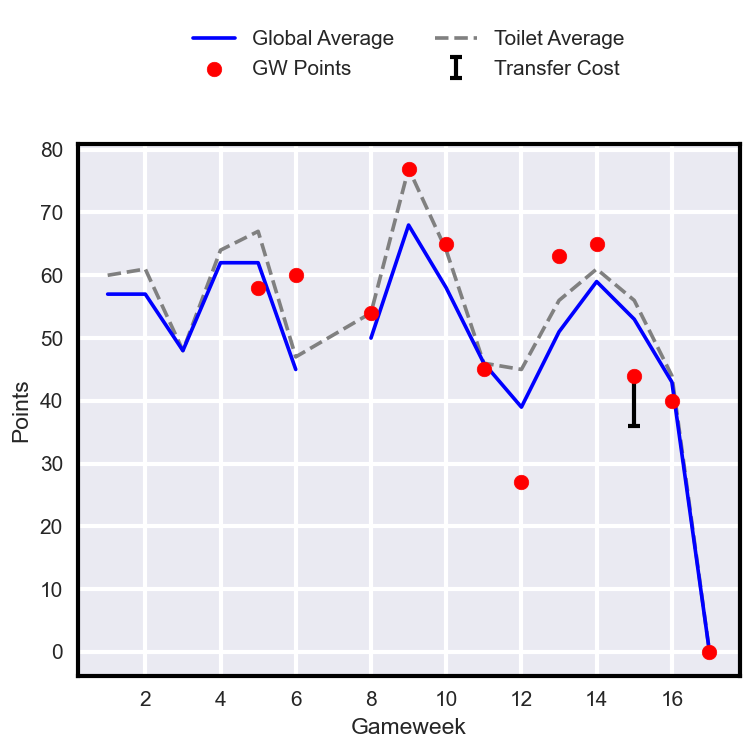 Global Average
Toilet Average
GW Points
Transfer Cost
80
70
60
50
40
30
20
10
0
Points
2 4 6 8 10 12 14 16
Gameweek